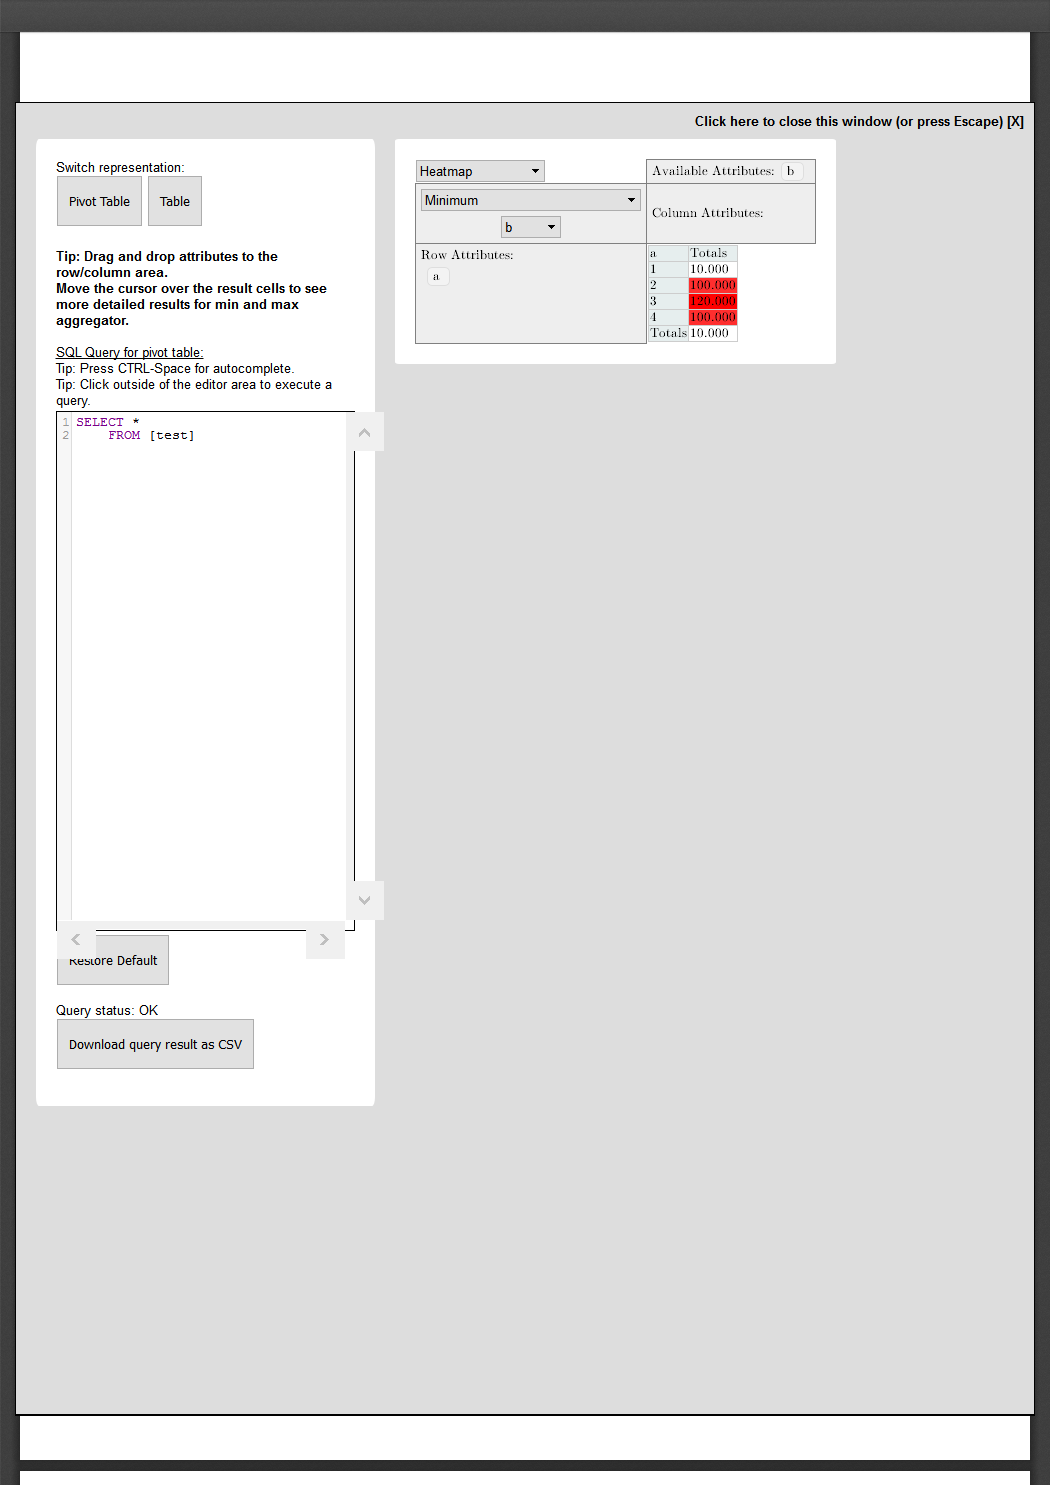 Click here to close this window (or press Escape) [X]
Switch representation:
Pivot Table Table
Tip: Drag and drop attributes to the
row/column area.
Move the cursor over the result cells to see
more detailed results for min and max
aggregator.
SQL Query for pivot table:
Tip: Press CTRL-Space for autocomplete.
Tip: Click outside of the editor area to execute a
query.
1 SELECT *
2 FROM [test]
Restore Default
Query status: OK
Download query result as CSV
Heatmap
Available Attributes: b
Minimum
b
Column Attributes:
Row Attributes:
a
a Totals
1 10.000
2 100.000
3 120.000
4 100.000
Totals 10.000